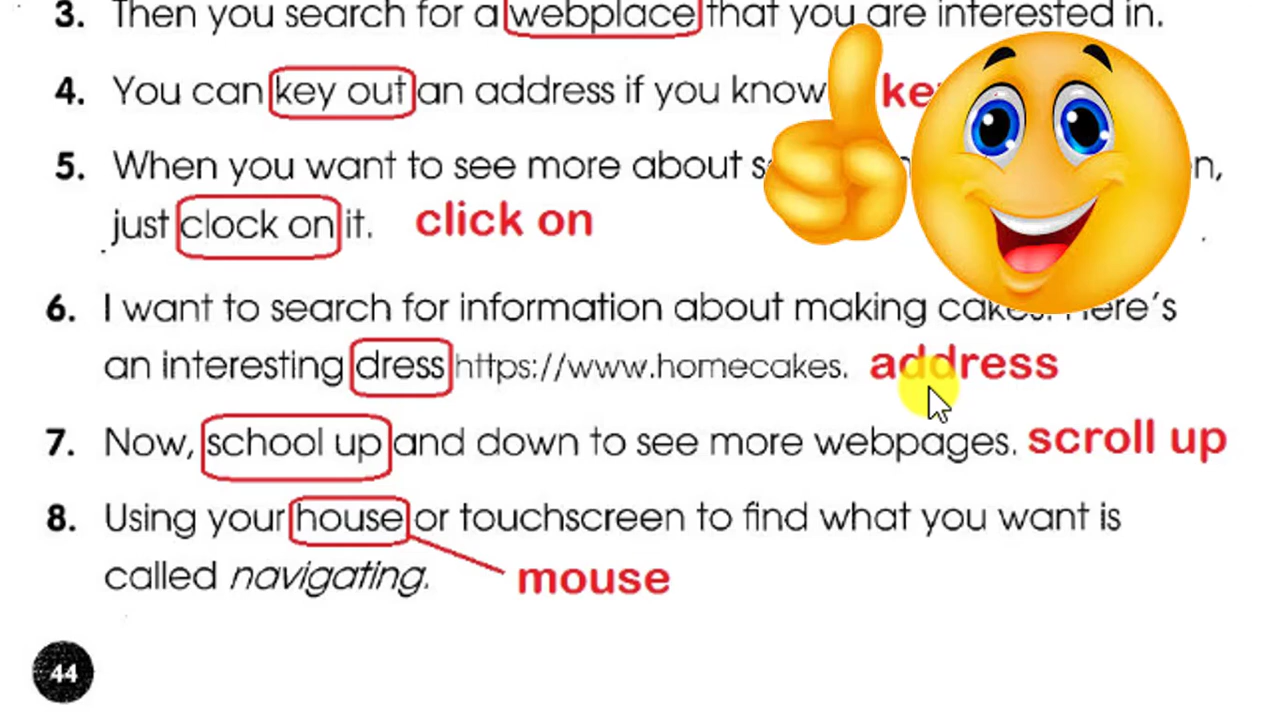 3. Then you search for a webplace that you are interested in.
4. You can key out an address if you know
5. When you want to see more about
just clock on it. click on
6. I want to search for information about making
an interesting dress https://www.homecakes. address
7. Now, school up and down to see more webpages. scroll up
8. Using your house or touchscreen to find what you want is
called navigating. mouse
44